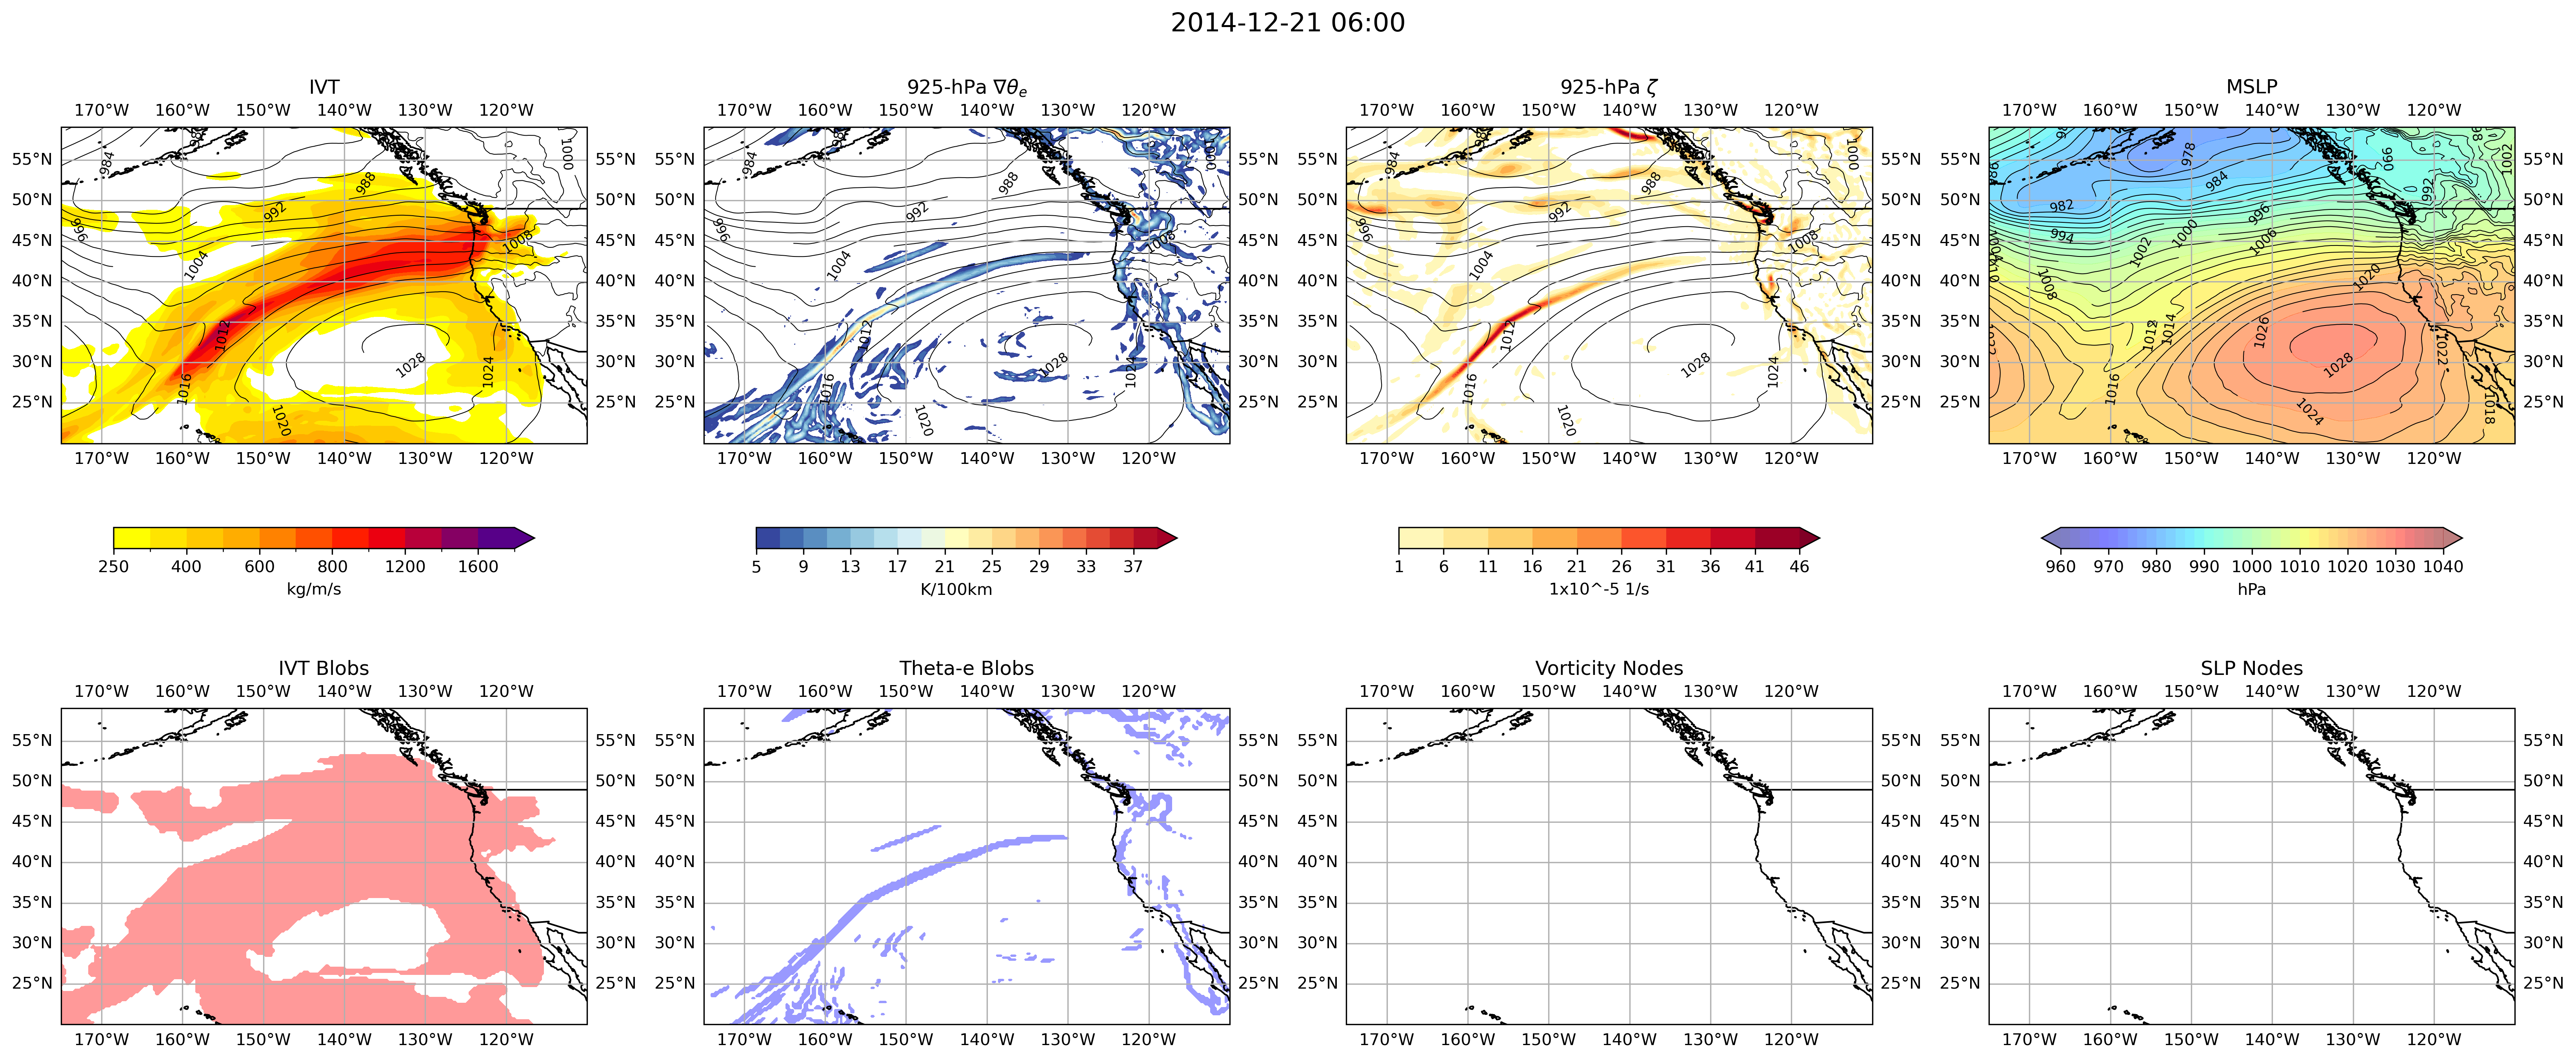 2014-12-21 06:00
IVT
170°W 160°W 150°W 140°W 130°W 120°W
55°N
50°N
45°N
40°N
35°N
30°N
25°N
984
988
992
996
1000
1004
1008
1012
1016
1020
1024
1028
170°W 160°W 150°W 140°W 130°W 120°W
250 400 600 800 1200 1600
kg/m/s
925-hPa ∇θe
170°W 160°W 150°W 140°W 130°W 120°W
55°N
50°N
45°N
40°N
35°N
30°N
25°N
984
988
992
996
1000
1004
1008
1012
1016
1020
1024
1028
170°W 160°W 150°W 140°W 130°W 120°W
5 9 13 17 21 25 29 33 37
K/100km
925-hPa ζ
170°W 160°W 150°W 140°W 130°W 120°W
55°N
50°N
45°N
40°N
35°N
30°N
25°N
984
988
992
996
1000
1004
1008
1012
1016
1020
1024
1028
170°W 160°W 150°W 140°W 130°W 120°W
1 6 11 16 21 26 31 36 41 46
1x10^-5 1/s
MSLP
170°W 160°W 150°W 140°W 130°W 120°W
55°N
50°N
45°N
40°N
35°N
30°N
25°N
978
990
1002
984
992
982
996
994
1000
1002
1006
1008
1020
1012
1014
1026
1022
1028
1016
1024
1018
170°W 160°W 150°W 140°W 130°W 120°W
960 970 980 990 1000 1010 1020 1030 1040
hPa
IVT Blobs
170°W 160°W 150°W 140°W 130°W 120°W
55°N
50°N
45°N
40°N
35°N
30°N
25°N
170°W 160°W 150°W 140°W 130°W 120°W
Theta-e Blobs
170°W 160°W 150°W 140°W 130°W 120°W
55°N
50°N
45°N
40°N
35°N
30°N
25°N
170°W 160°W 150°W 140°W 130°W 120°W
Vorticity Nodes
170°W 160°W 150°W 140°W 130°W 120°W
55°N
50°N
45°N
40°N
35°N
30°N
25°N
170°W 160°W 150°W 140°W 130°W 120°W
SLP Nodes
170°W 160°W 150°W 140°W 130°W 120°W
55°N
50°N
45°N
40°N
35°N
30°N
25°N
170°W 160°W 150°W 140°W 130°W 120°W